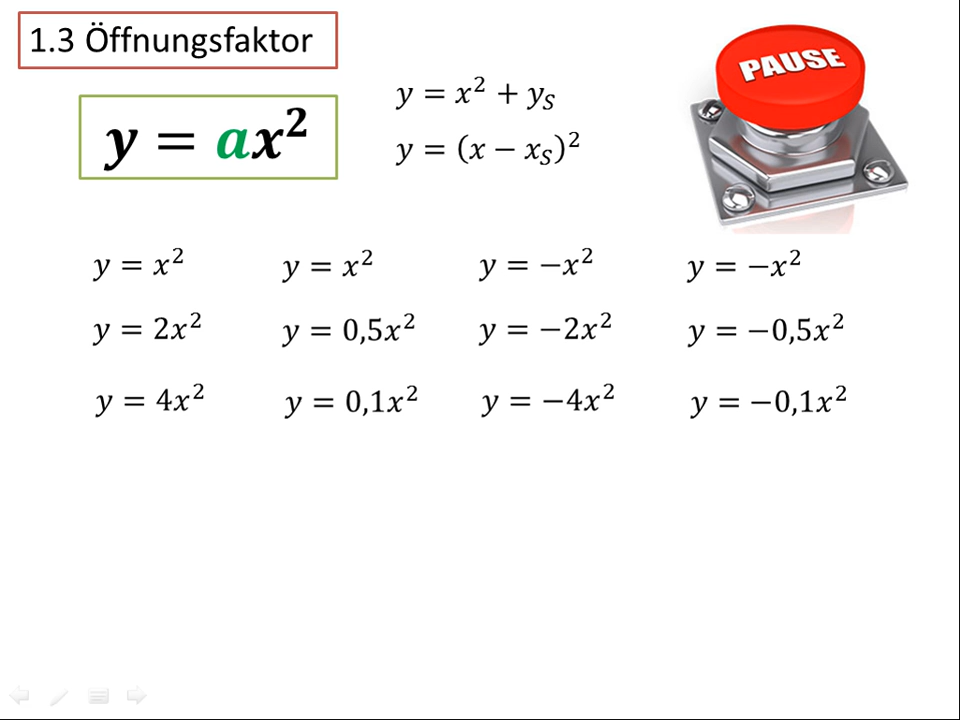 1.3 Öffnungsfaktor
y = ax²
y = x² + y_S
y = (x − x_S)²
PAUSE
y = x² y = x² y = −x² y = −x²
y = 2x² y = 0,5x² y = −2x² y = −0,5x²
y = 4x² y = 0,1x² y = −4x² y = −0,1x²